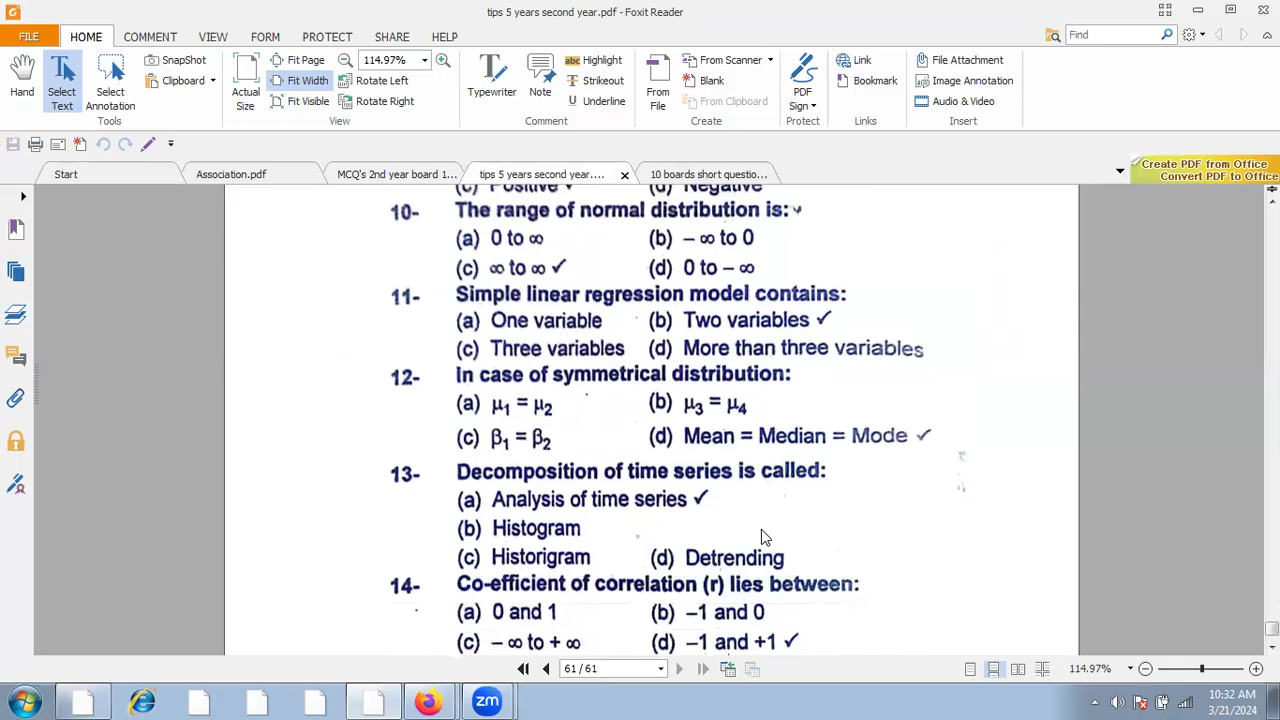 tips 5 years second year.pdf - Foxit Reader
FILE HOME COMMENT VIEW FORM PROTECT SHARE HELP Find
Hand Select Text Select Annotation SnapShot Clipboard Tools
Actual Size Fit Page Fit Width Fit Visible 114.97% Rotate Left Rotate Right View
Typewriter Note Highlight Strikeout Underline Comment
From File From Scanner Blank From Clipboard Create
PDF Sign Protect
Link Bookmark Links
File Attachment Image Annotation Audio & Video Insert
Create PDF from Office
Convert PDF to Office
Start Association.pdf MCQ's 2nd year board 1... tips 5 years second year.... 10 boards short questio...
(c) Positive ✓ (d) Negative
10- The range of normal distribution is:
(a) 0 to ∞ (b) – ∞ to 0
(c) ∞ to ∞ ✓ (d) 0 to – ∞
11- Simple linear regression model contains:
(a) One variable (b) Two variables ✓
(c) Three variables (d) More than three variables
12- In case of symmetrical distribution:
(a) μ₁ = μ₂ (b) μ₃ = μ₄
(c) β₁ = β₂ (d) Mean = Median = Mode ✓
13- Decomposition of time series is called:
(a) Analysis of time series ✓
(b) Histogram
(c) Historigram (d) Detrending
14- Co-efficient of correlation (r) lies between:
(a) 0 and 1 (b) –1 and 0
(c) – ∞ to + ∞ (d) –1 and +1 ✓
61 / 61 114.97%
zm
10:32 AM
3/21/2024